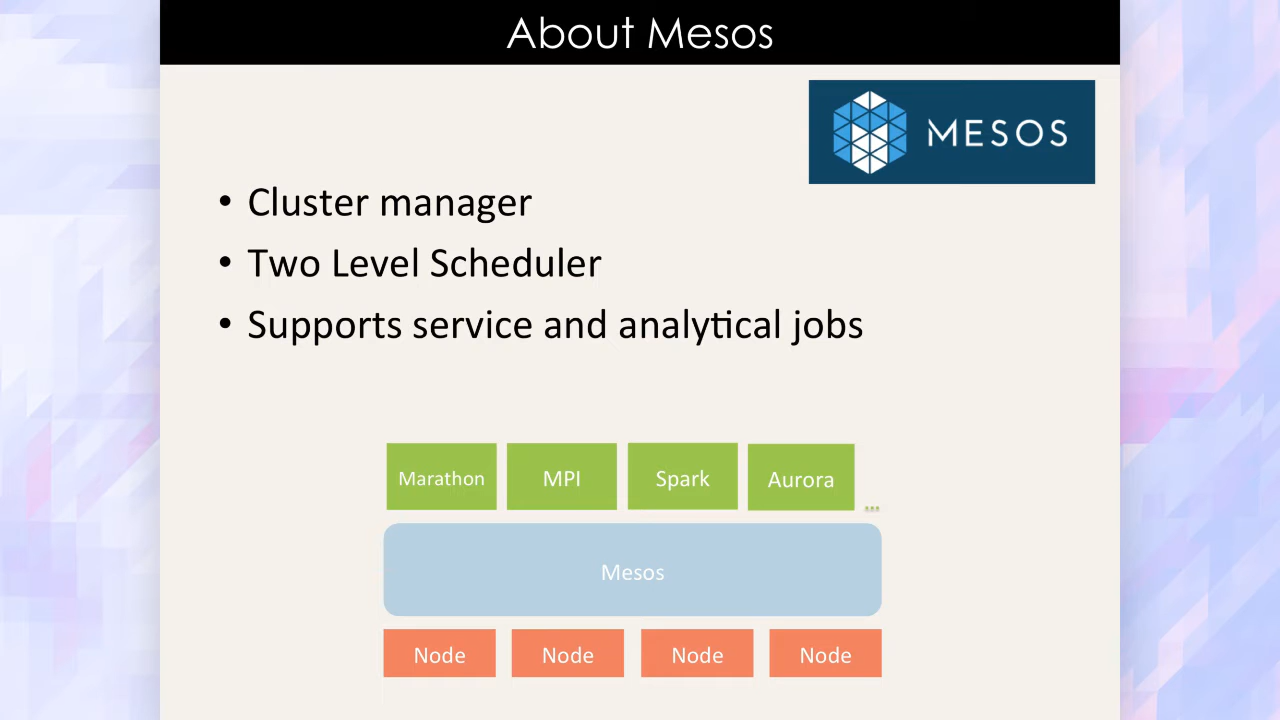 About Mesos
MESOS
• Cluster manager
• Two Level Scheduler
• Supports service and analytical jobs
Marathon MPI Spark Aurora ...
Mesos
Node Node Node Node